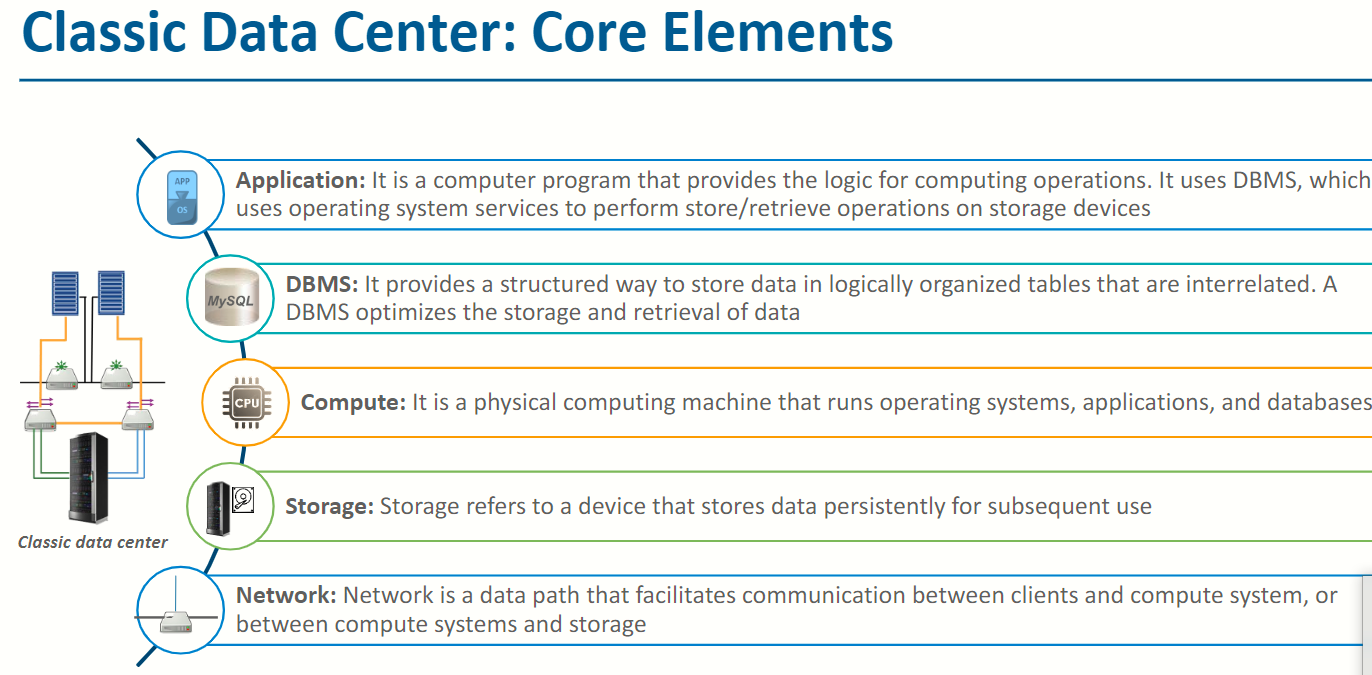 Classic Data Center: Core Elements
APP
OS
Application: It is a computer program that provides the logic for computing operations. It uses DBMS, which
uses operating system services to perform store/retrieve operations on storage devices
MySQL
DBMS: It provides a structured way to store data in logically organized tables that are interrelated. A
DBMS optimizes the storage and retrieval of data
CPU
Compute: It is a physical computing machine that runs operating systems, applications, and databases
Storage: Storage refers to a device that stores data persistently for subsequent use
Classic data center
Network: Network is a data path that facilitates communication between clients and compute system, or
between compute systems and storage